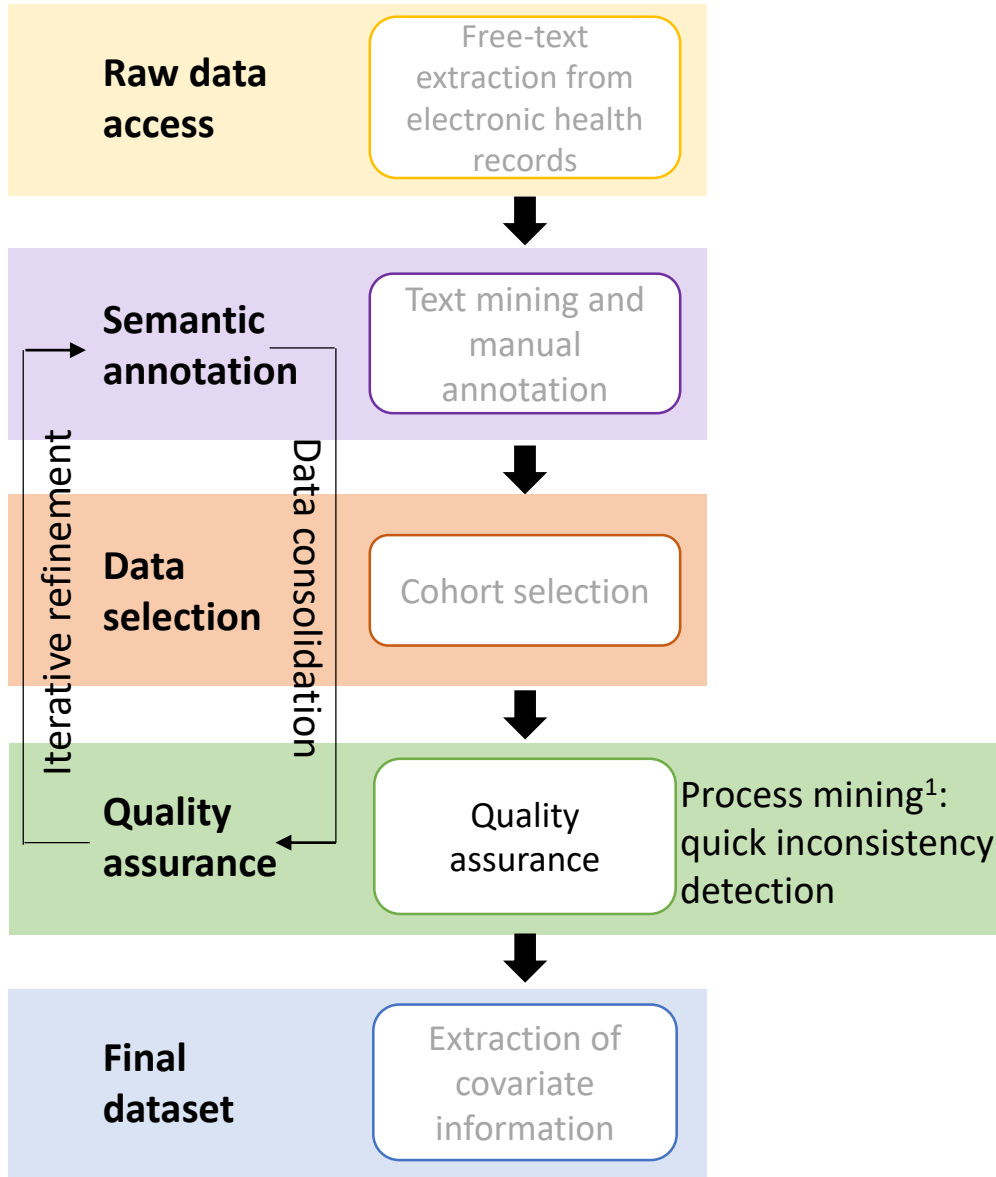 Raw data
access
Free-text
extraction from
electronic health
records
Semantic
annotation
Text mining and
manual
annotation
Iterative refinement
Data consolidation
Data
selection
Cohort selection
Quality
assurance
Quality
assurance
Process mining¹:
quick inconsistency
detection
Final
dataset
Extraction of
covariate
information